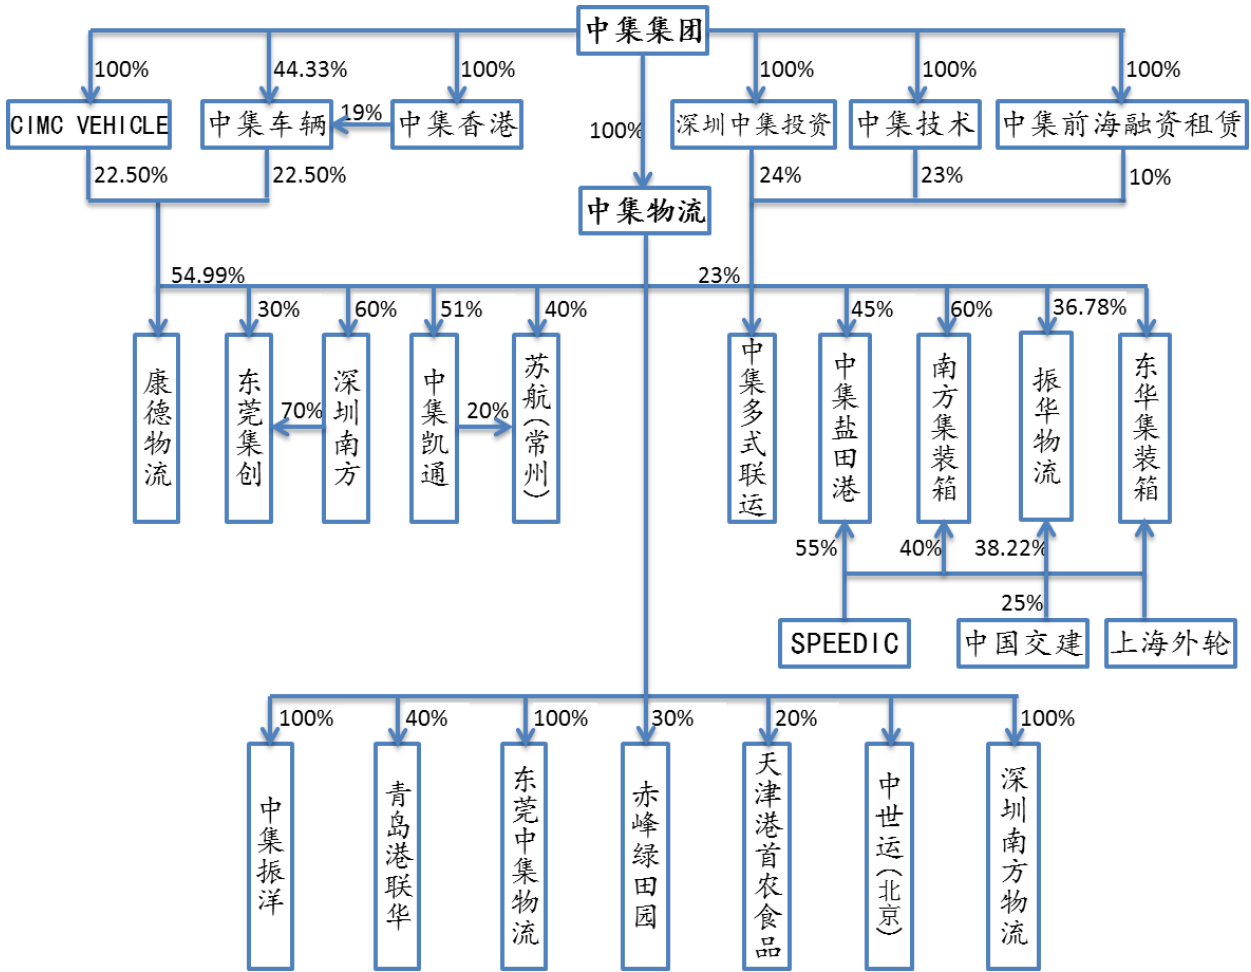 中集集团
100%
44.33%
100%
100%
100%
100%
CIMC VEHICLE
中集车辆
19%
中集香港
100%
深圳中集投资
中集技术
中集前海融资租赁
22.50%
22.50%
24%
23%
10%
中集物流
54.99%
23%
30%
60%
51%
40%
45%
60%
36.78%
康德物流
东莞集创
70%
深圳南方
中集凯通
20%
苏航(常州)
中集多式联运
中集盐田港
南方集装箱
振华物流
东华集装箱
55%
40%
38.22%
25%
SPEEDIC
中国交建
上海外轮
100%
40%
100%
30%
20%
100%
中集振洋
青岛港联华
东莞中集物流
赤峰绿田园
天津港首农食品
中世运(北京)
深圳南方物流